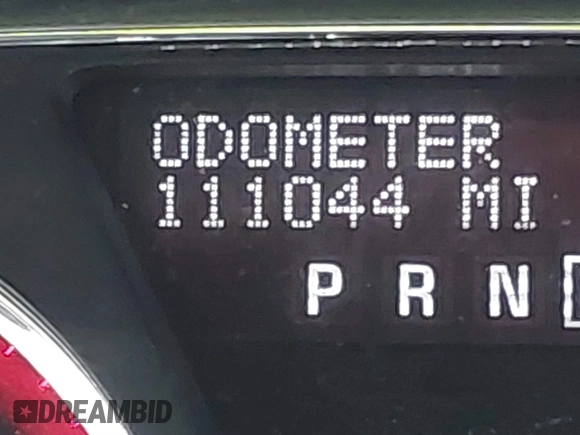 ODOMETER
111044 MI
P R N
DREAMBID